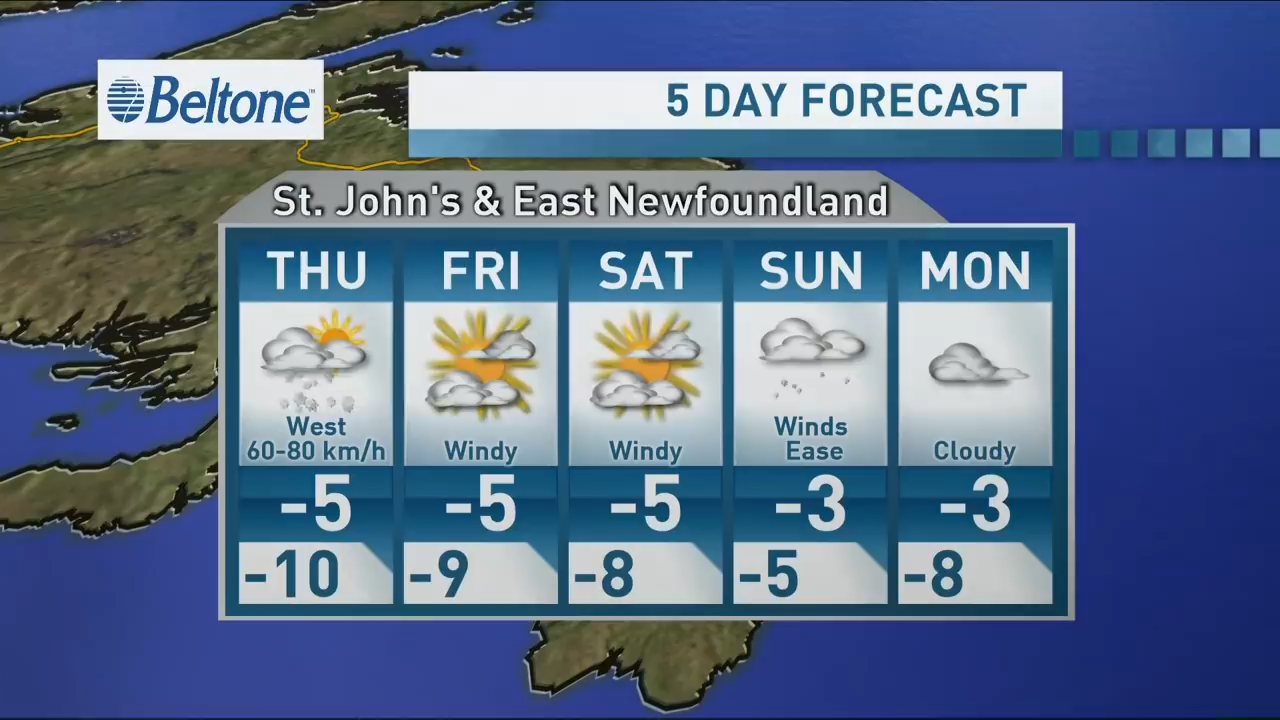 Beltone™
5 DAY FORECAST
St. John's & East Newfoundland
THU
FRI
SAT
SUN
MON
West
60-80 km/h
Windy
Windy
Winds
Ease
Cloudy
-5
-5
-5
-3
-3
-10
-9
-8
-5
-8